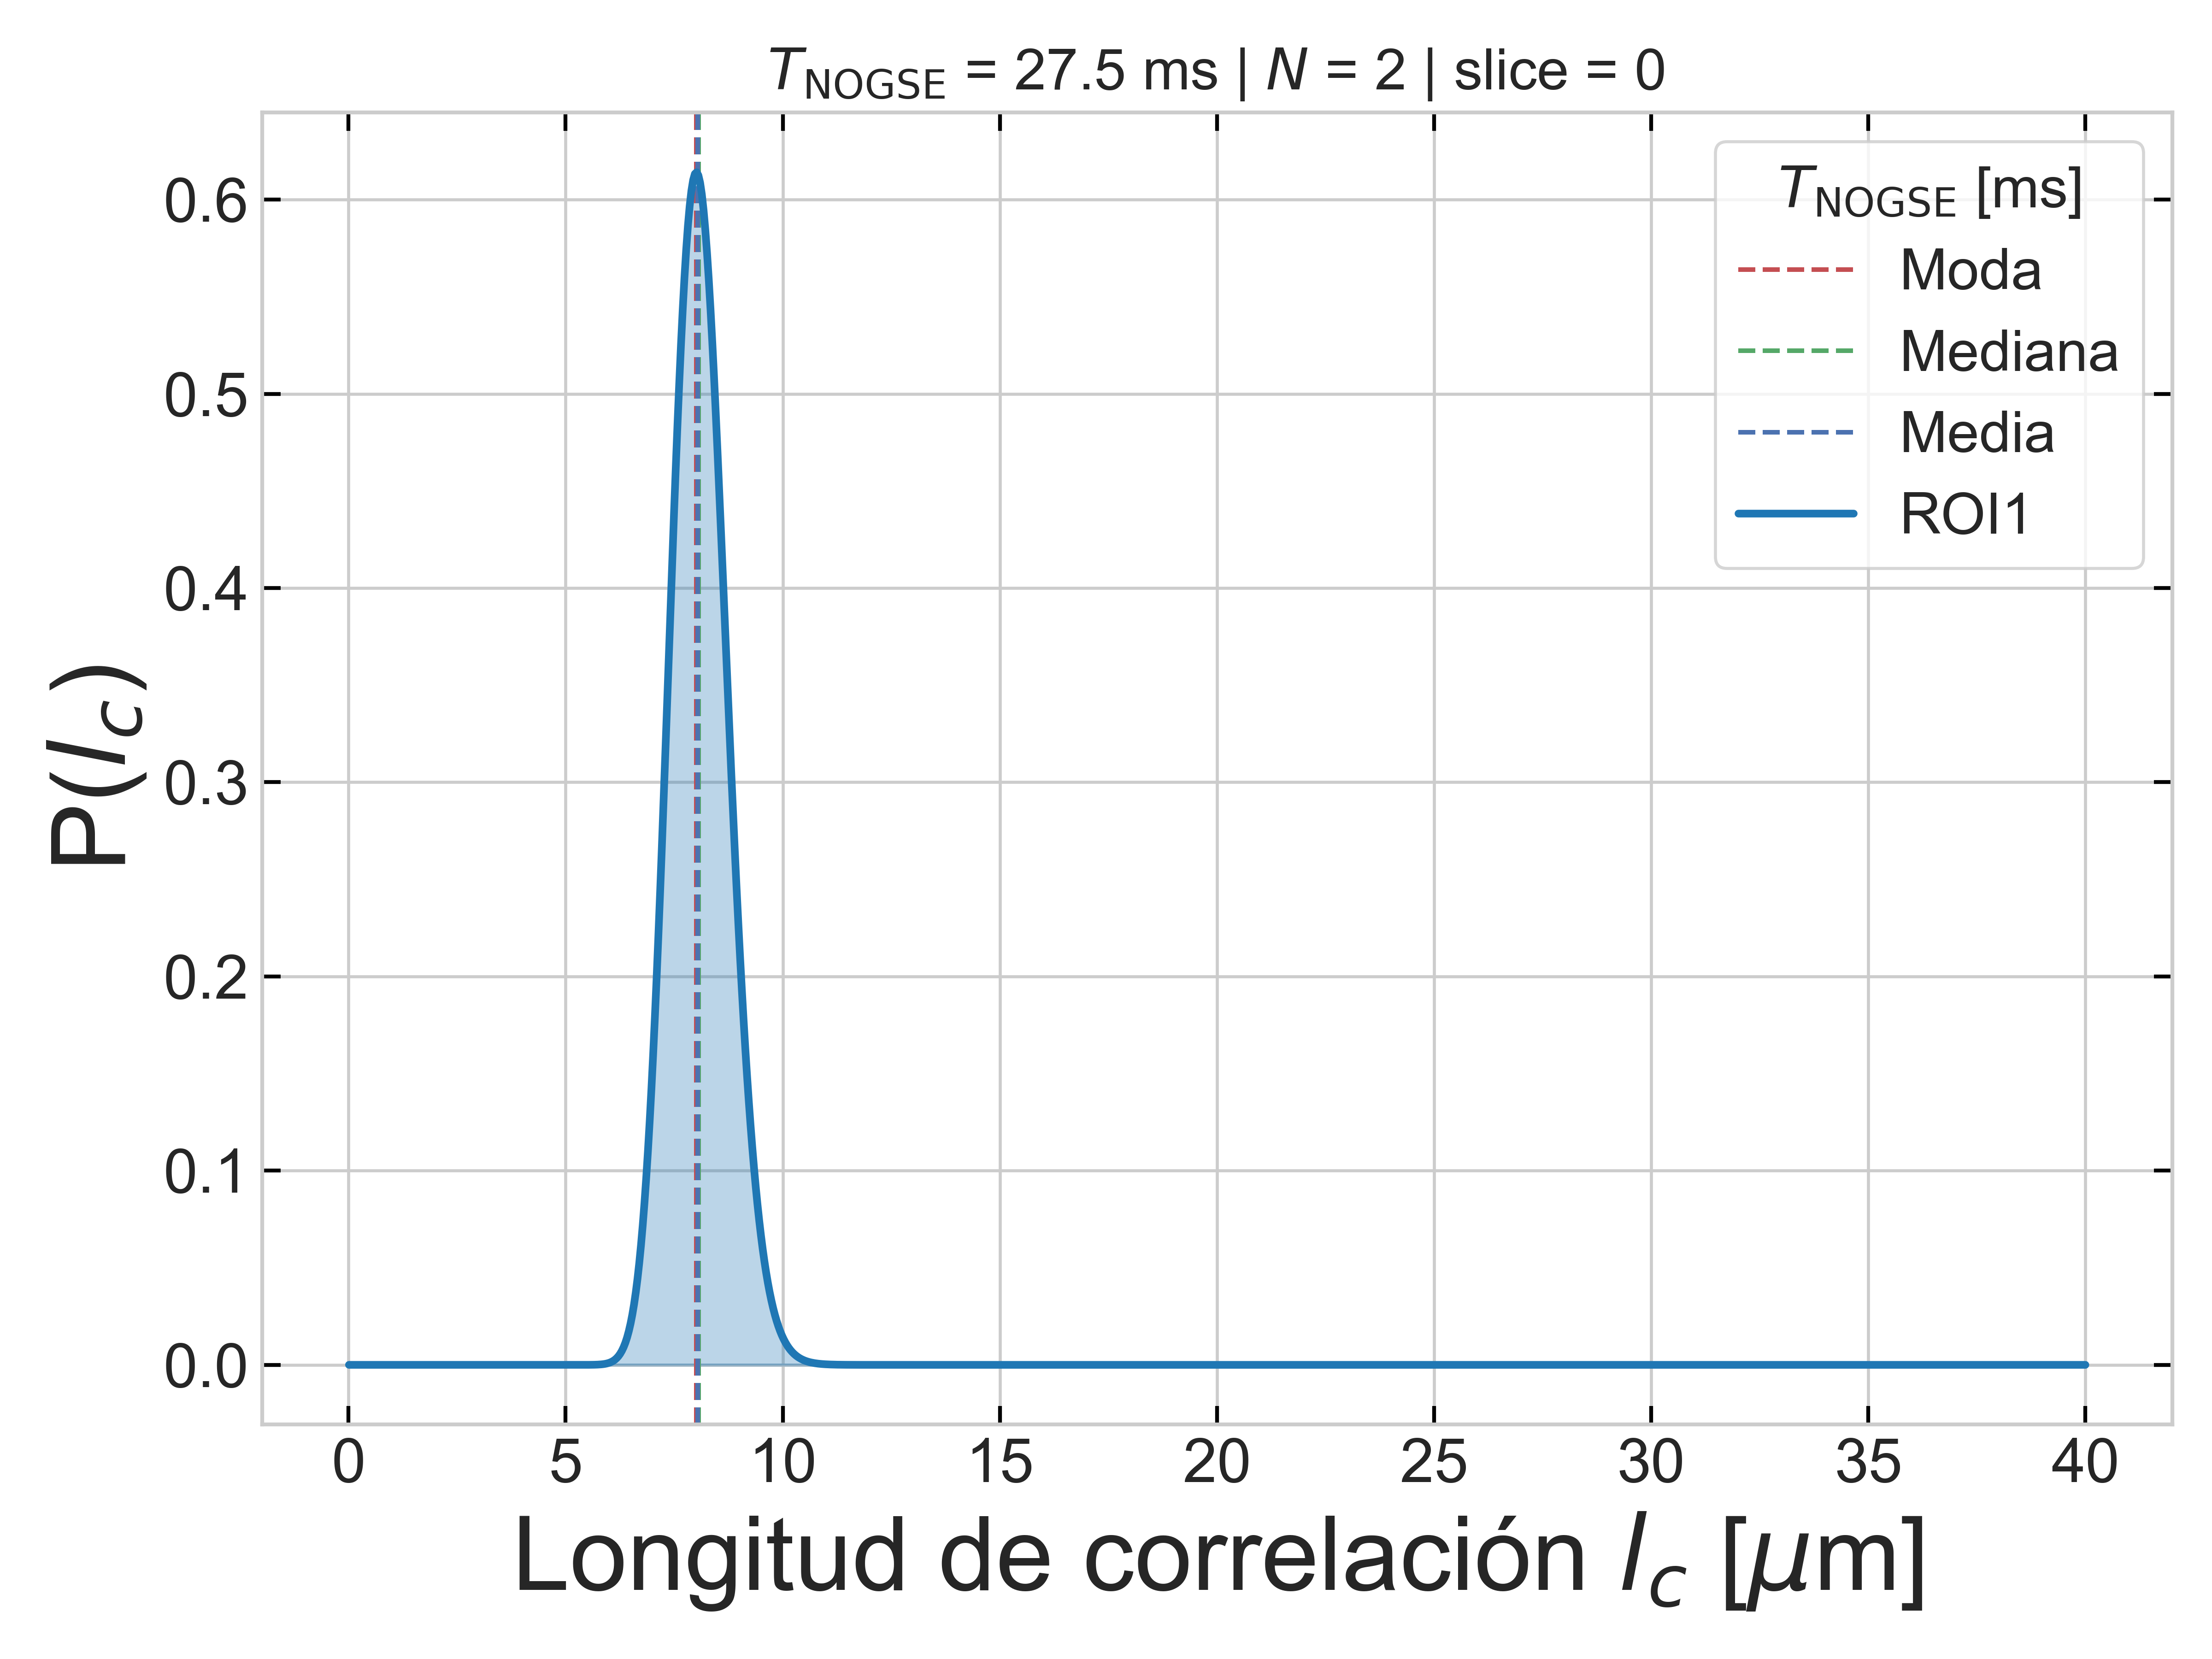 T_NOGSE = 27.5 ms | N = 2 | slice = 0
T_NOGSE [ms]
Moda
Mediana
Media
ROI1
P(l_c)
0.6
0.5
0.4
0.3
0.2
0.1
0.0
0 5 10 15 20 25 30 35 40
Longitud de correlación l_c [μm]